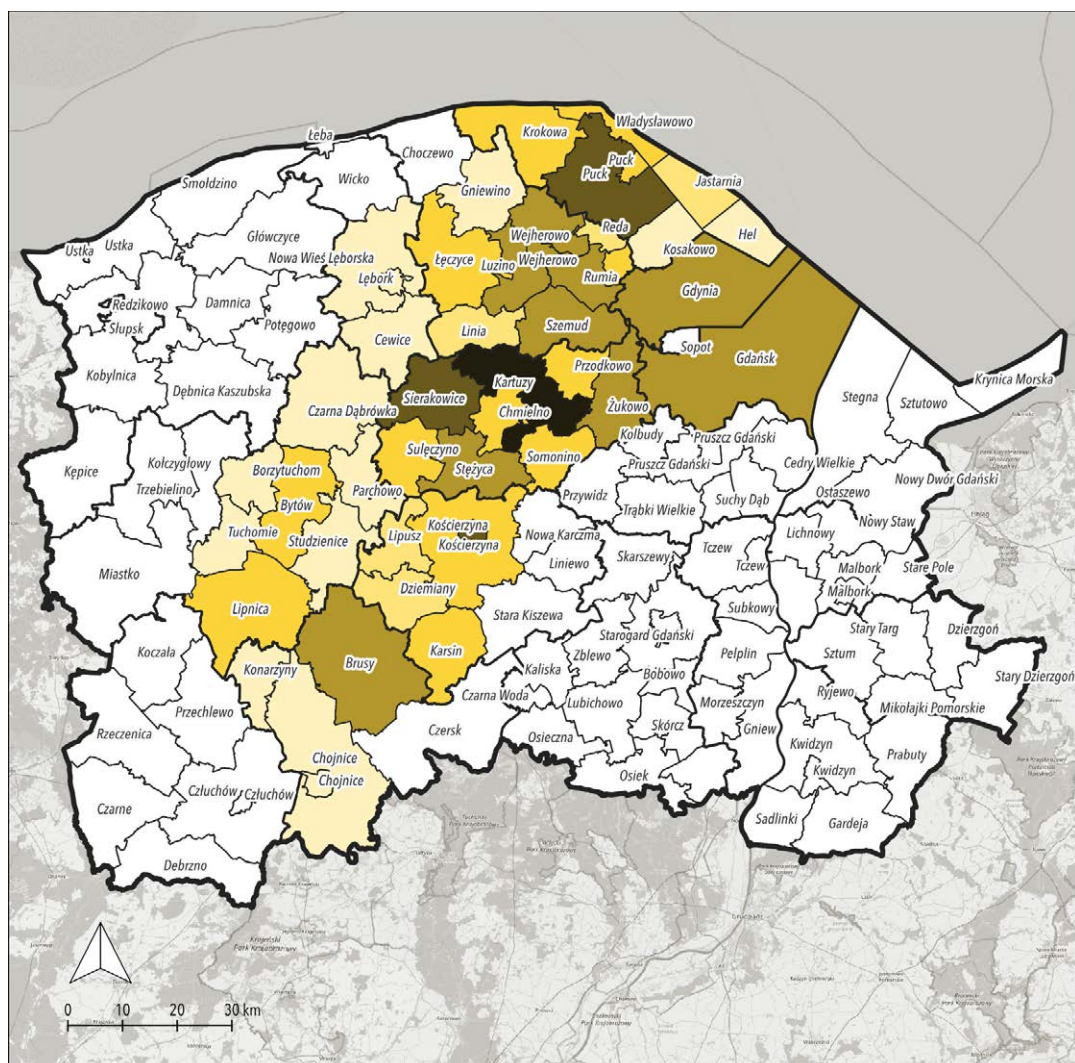 Władysławowo
Krokowa
Łeba
Choczewo
Puck
Puck
Wicko
Smołdzino
Gniewino
Jastarnia
Główczyce
Reda
Hel
Ustka
Ustka
Wejherowo
Kosakowo
Nowa Wieś Lęborska
Łęczyce
Luzino
Wejherowo
Lębork
Rumia
Gdynia
Redzikowo
Damnica
Słupsk
Potęgowo
Szemud
Linia
Cewice
Sopot
Gdańsk
Przodkowo
Kobylnica
Kartuzy
Krynica Morska
Dębnica Kaszubska
Sierakowice
Stegna
Sztutowo
Czarna Dąbrówka
Chmielno
Żukowo
Kolbudy
Pruszcz Gdański
Kołczygłowy
Sulęczyno
Somonino
Pruszcz Gdański
Cedry Wielkie
Kępice
Borzytuchom
Stężyca
Nowy Dwór Gdański
Trzebielino
Parchowo
Przywidz
Suchy Dąb
Ostaszewo
Bytów
Trąbki Wielkie
Kościerzyna
Nowy Staw
Tuchomie
Studzienice
Lipusz
Kościerzyna
Nowa Karczma
Lichnowy
Skarszewy
Tczew
Miastko
Liniewo
Tczew
Malbork
Stare Pole
Dziemiany
Malbork
Lipnica
Stara Kiszewa
Subkowy
Stary Targ
Dzierzgoń
Starogard Gdański
Koczała
Brusy
Karsin
Zblewo
Pelplin
Sztum
Konarzyny
Kaliska
Bobowo
Stary Dzierzgoń
Czarna Woda
Ryjewo
Przechlewo
Lubichowo
Morzeszczyn
Mikołajki Pomorskie
Rzeczenica
Czersk
Osieczna
Skórcz
Gniew
Kwidzyn
Prabuty
Chojnice
Człuchów
Chojnice
Osiek
Kwidzyn
Człuchów
Czarne
Sadlinki
Gardeja
Debrzno
0 10 20 30 km